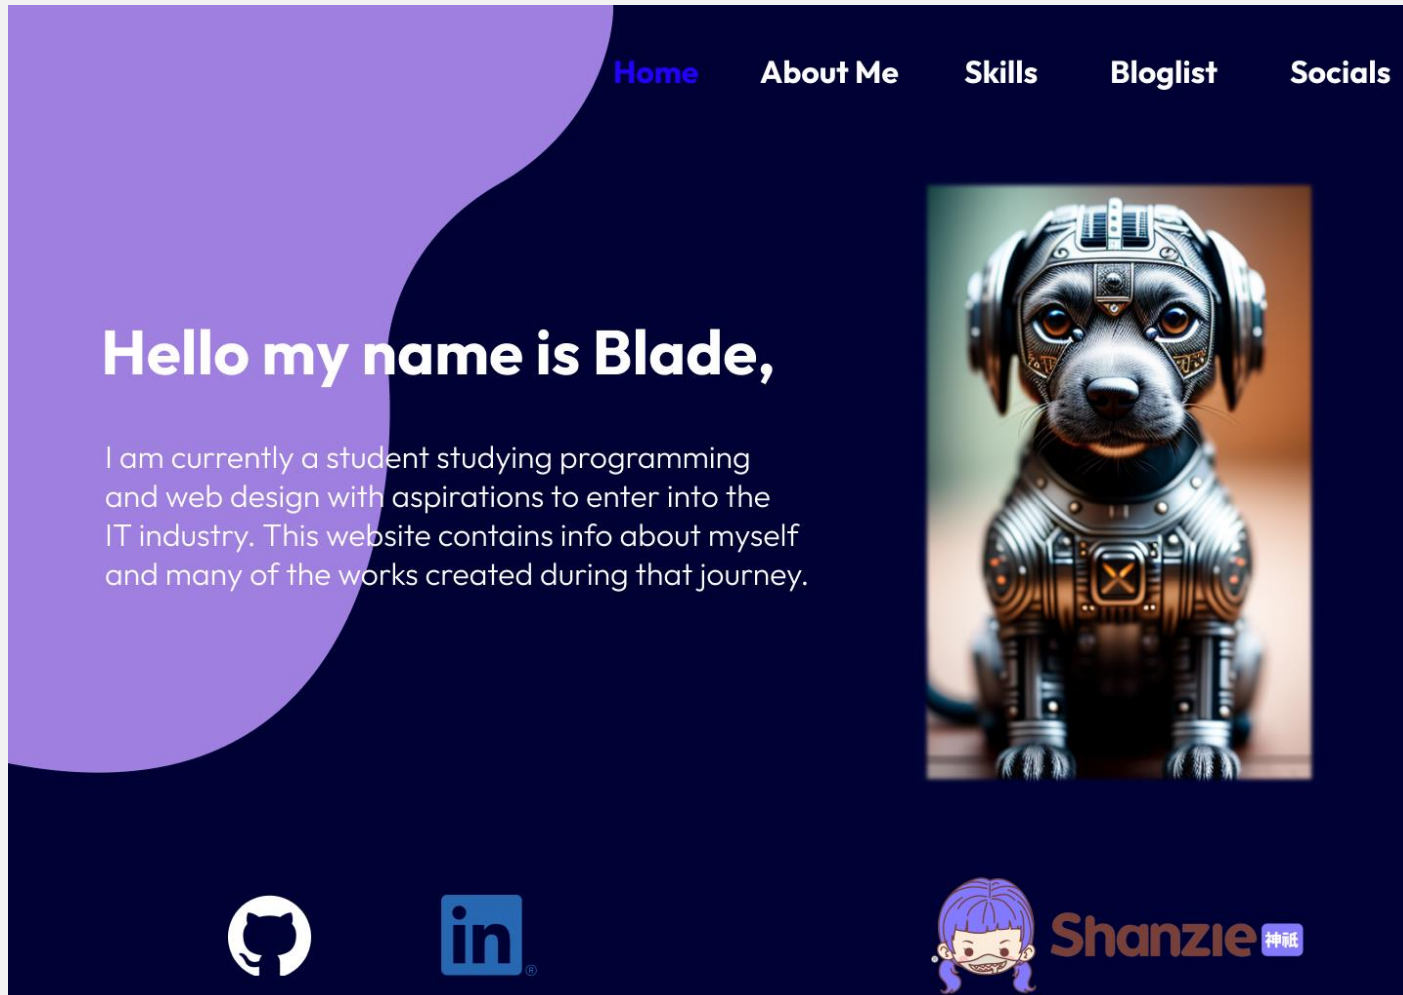 Home About Me Skills Bloglist Socials
Hello my name is Blade,
I am currently a student studying programming
and web design with aspirations to enter into the
IT industry. This website contains info about myself
and many of the works created during that journey.
in ®
Shanzie 神祇